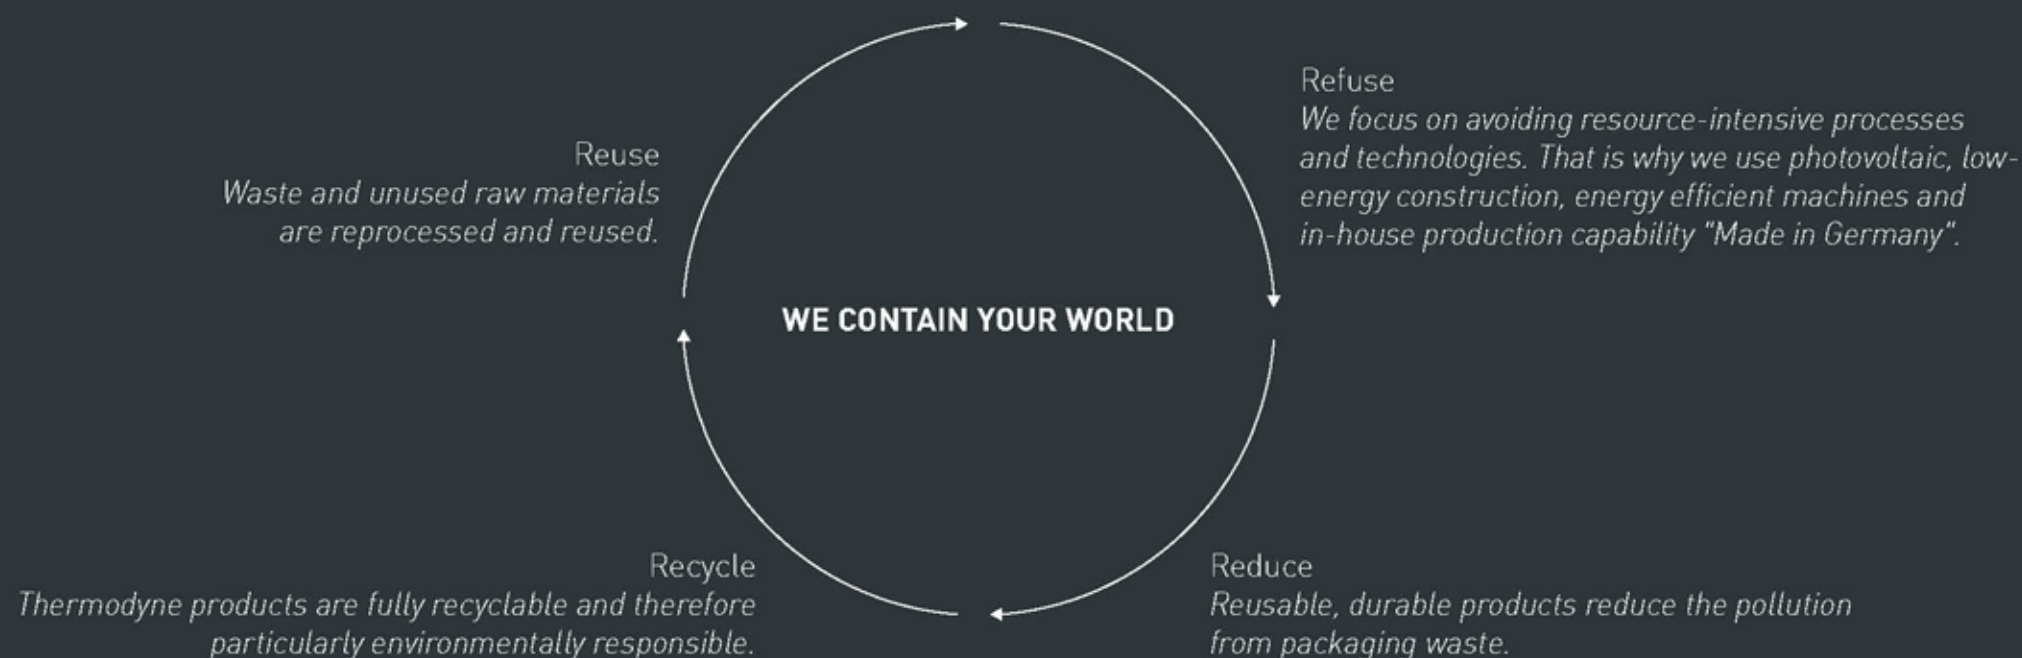 Refuse
We focus on avoiding resource-intensive processes
and technologies. That is why we use photovoltaic, low-
energy construction, energy efficient machines and
in-house production capability "Made in Germany".
Reuse
Waste and unused raw materials
are reprocessed and reused.
WE CONTAIN YOUR WORLD
Recycle
Thermodyne products are fully recyclable and therefore
particularly environmentally responsible.
Reduce
Reusable, durable products reduce the pollution
from packaging waste.